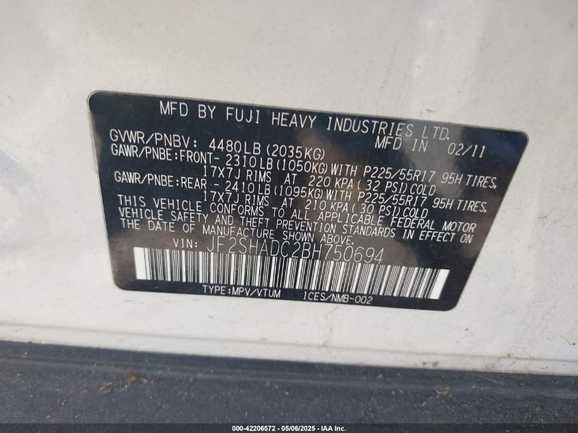 MFD BY FUJI HEAVY INDUSTRIES LTD.
GVWR/PNBV: 4480LB(2035KG) MFD IN 02/11
GAWR/PNBE:FRONT- 2310LB(1050KG)WITH P225/55R17 95H TIRES,
17X7J RIMS AT 220 KPA(32 PSI)COLD
GAWR/PNBE:REAR - 2410LB(1095KG)WITH P225/55R17 95H TIRES,
17X7J RIMS AT 210 KPA(30 PSI)COLD
THIS VEHICLE CONFORMS TO ALL APPLICABLE FEDERAL MOTOR
VEHICLE SAFETY AND THEFT PREVENTION STANDARDS IN EFFECT ON
THE DATE OF MANUFACTURE SHOWN ABOVE.
VIN: JF2SHADC2BH750694
TYPE:MPV/VTUM ICES/NMB-002
000-42206572 - 05/06/2025 - IAA, Inc.